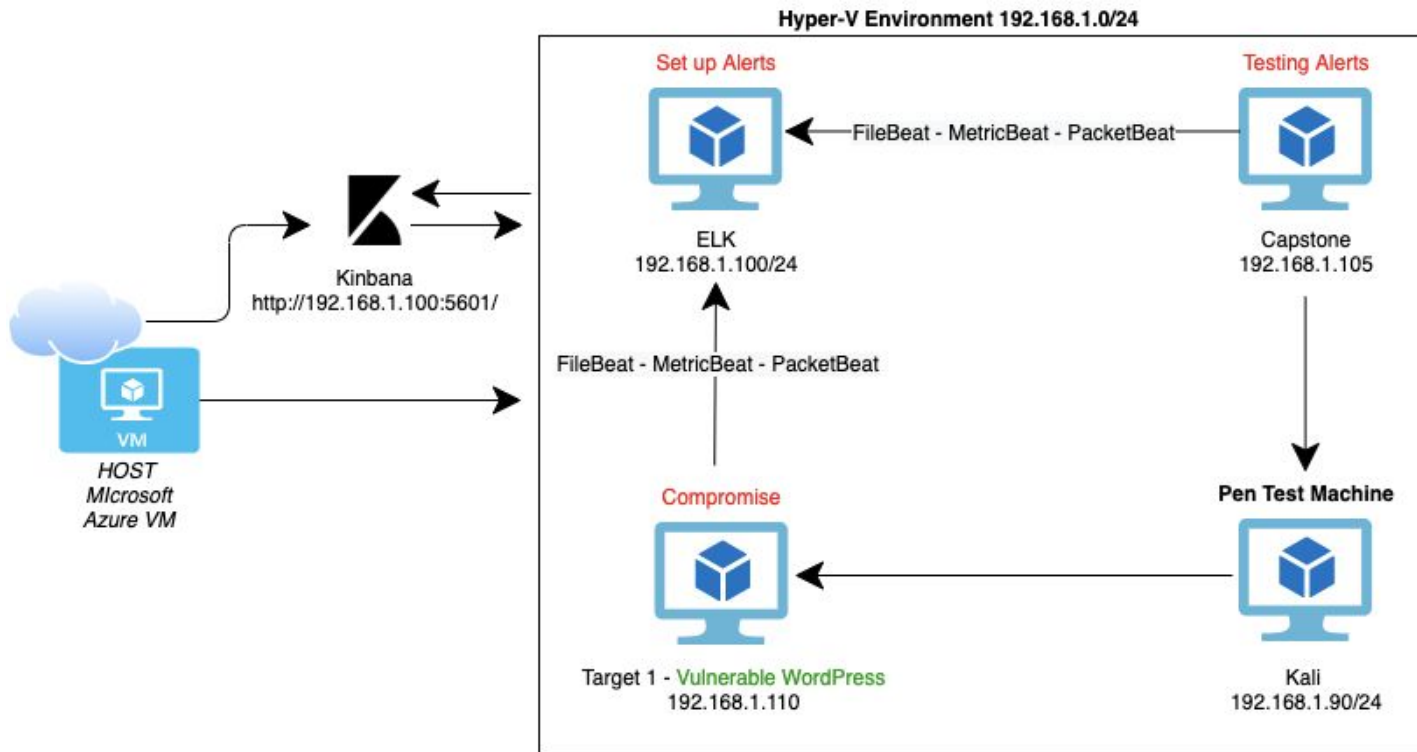 Hyper-V Environment 192.168.1.0/24
Set up Alerts
Testing Alerts
FileBeat - MetricBeat - PacketBeat
ELK
192.168.1.100/24
Capstone
192.168.1.105
Kinbana
http://192.168.1.100:5601/
FileBeat - MetricBeat - PacketBeat
VM
HOST
MIcrosoft
Azure VM
Compromise
Pen Test Machine
Target 1 - Vulnerable WordPress
192.168.1.110
Kali
192.168.1.90/24